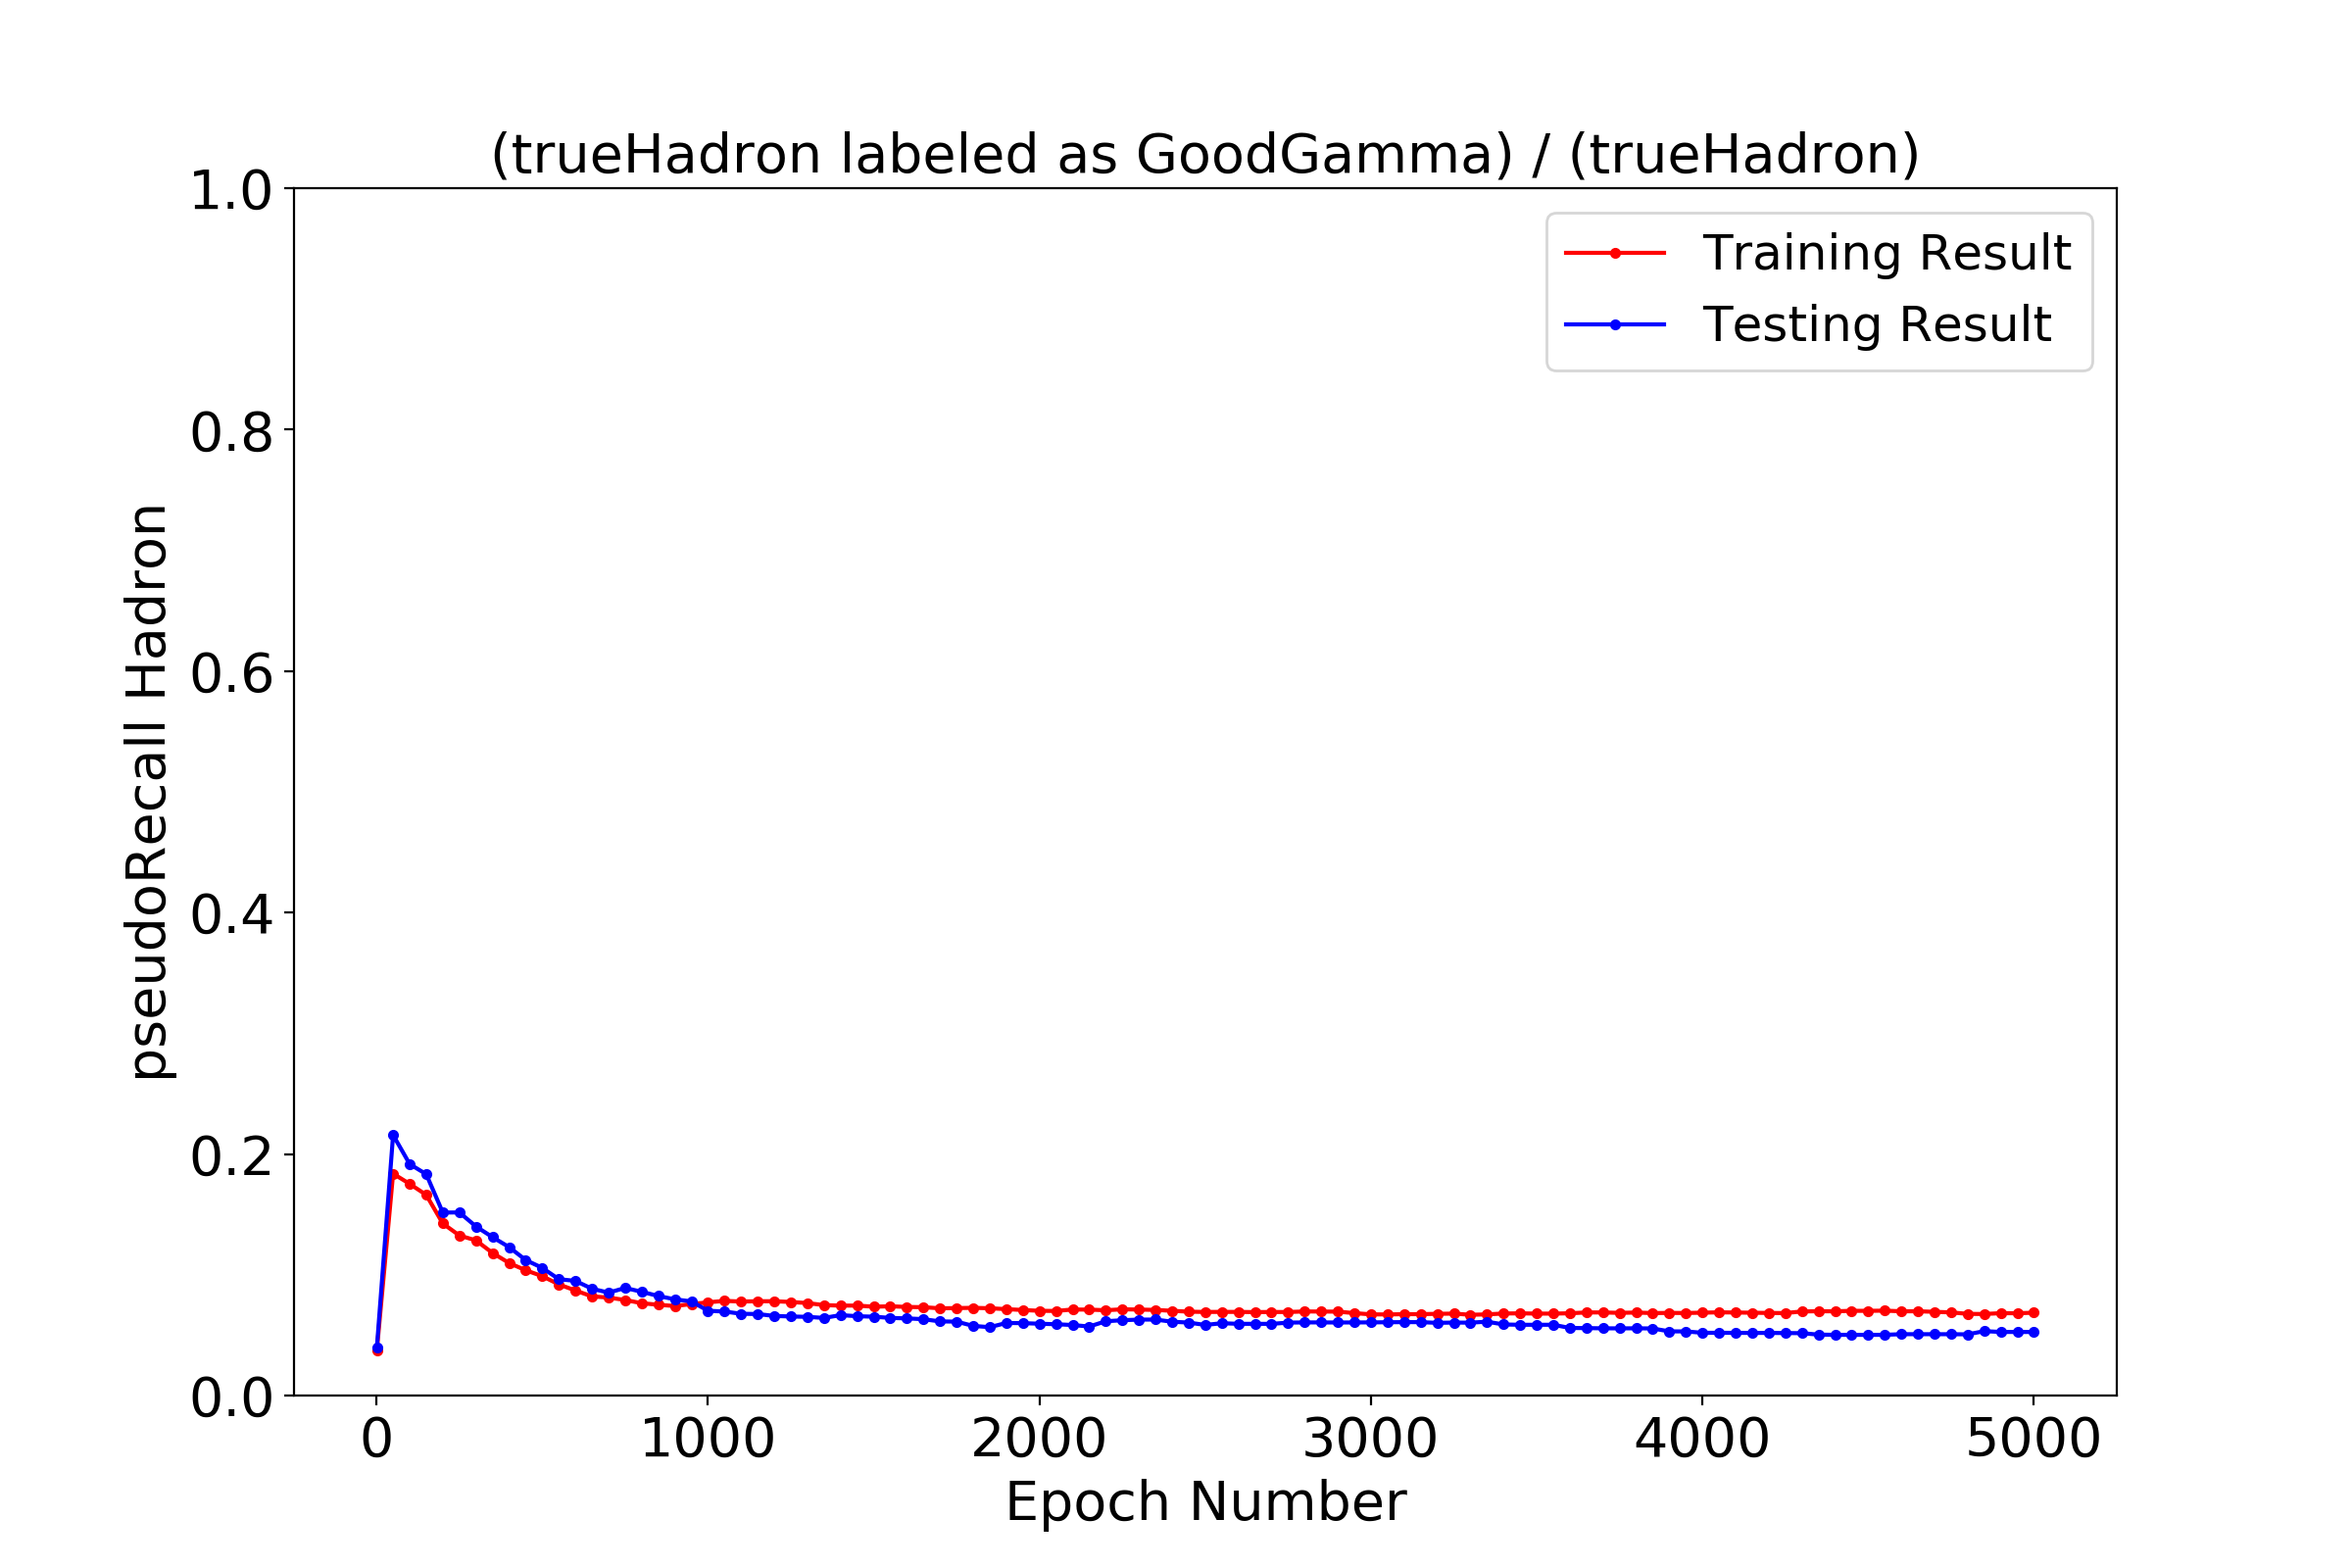 (trueHadron labeled as GoodGamma) / (trueHadron)
1.0
0.8
0.6
0.4
0.2
0.0
pseudoRecall Hadron
Training Result
Testing Result
0 1000 2000 3000 4000 5000
Epoch Number